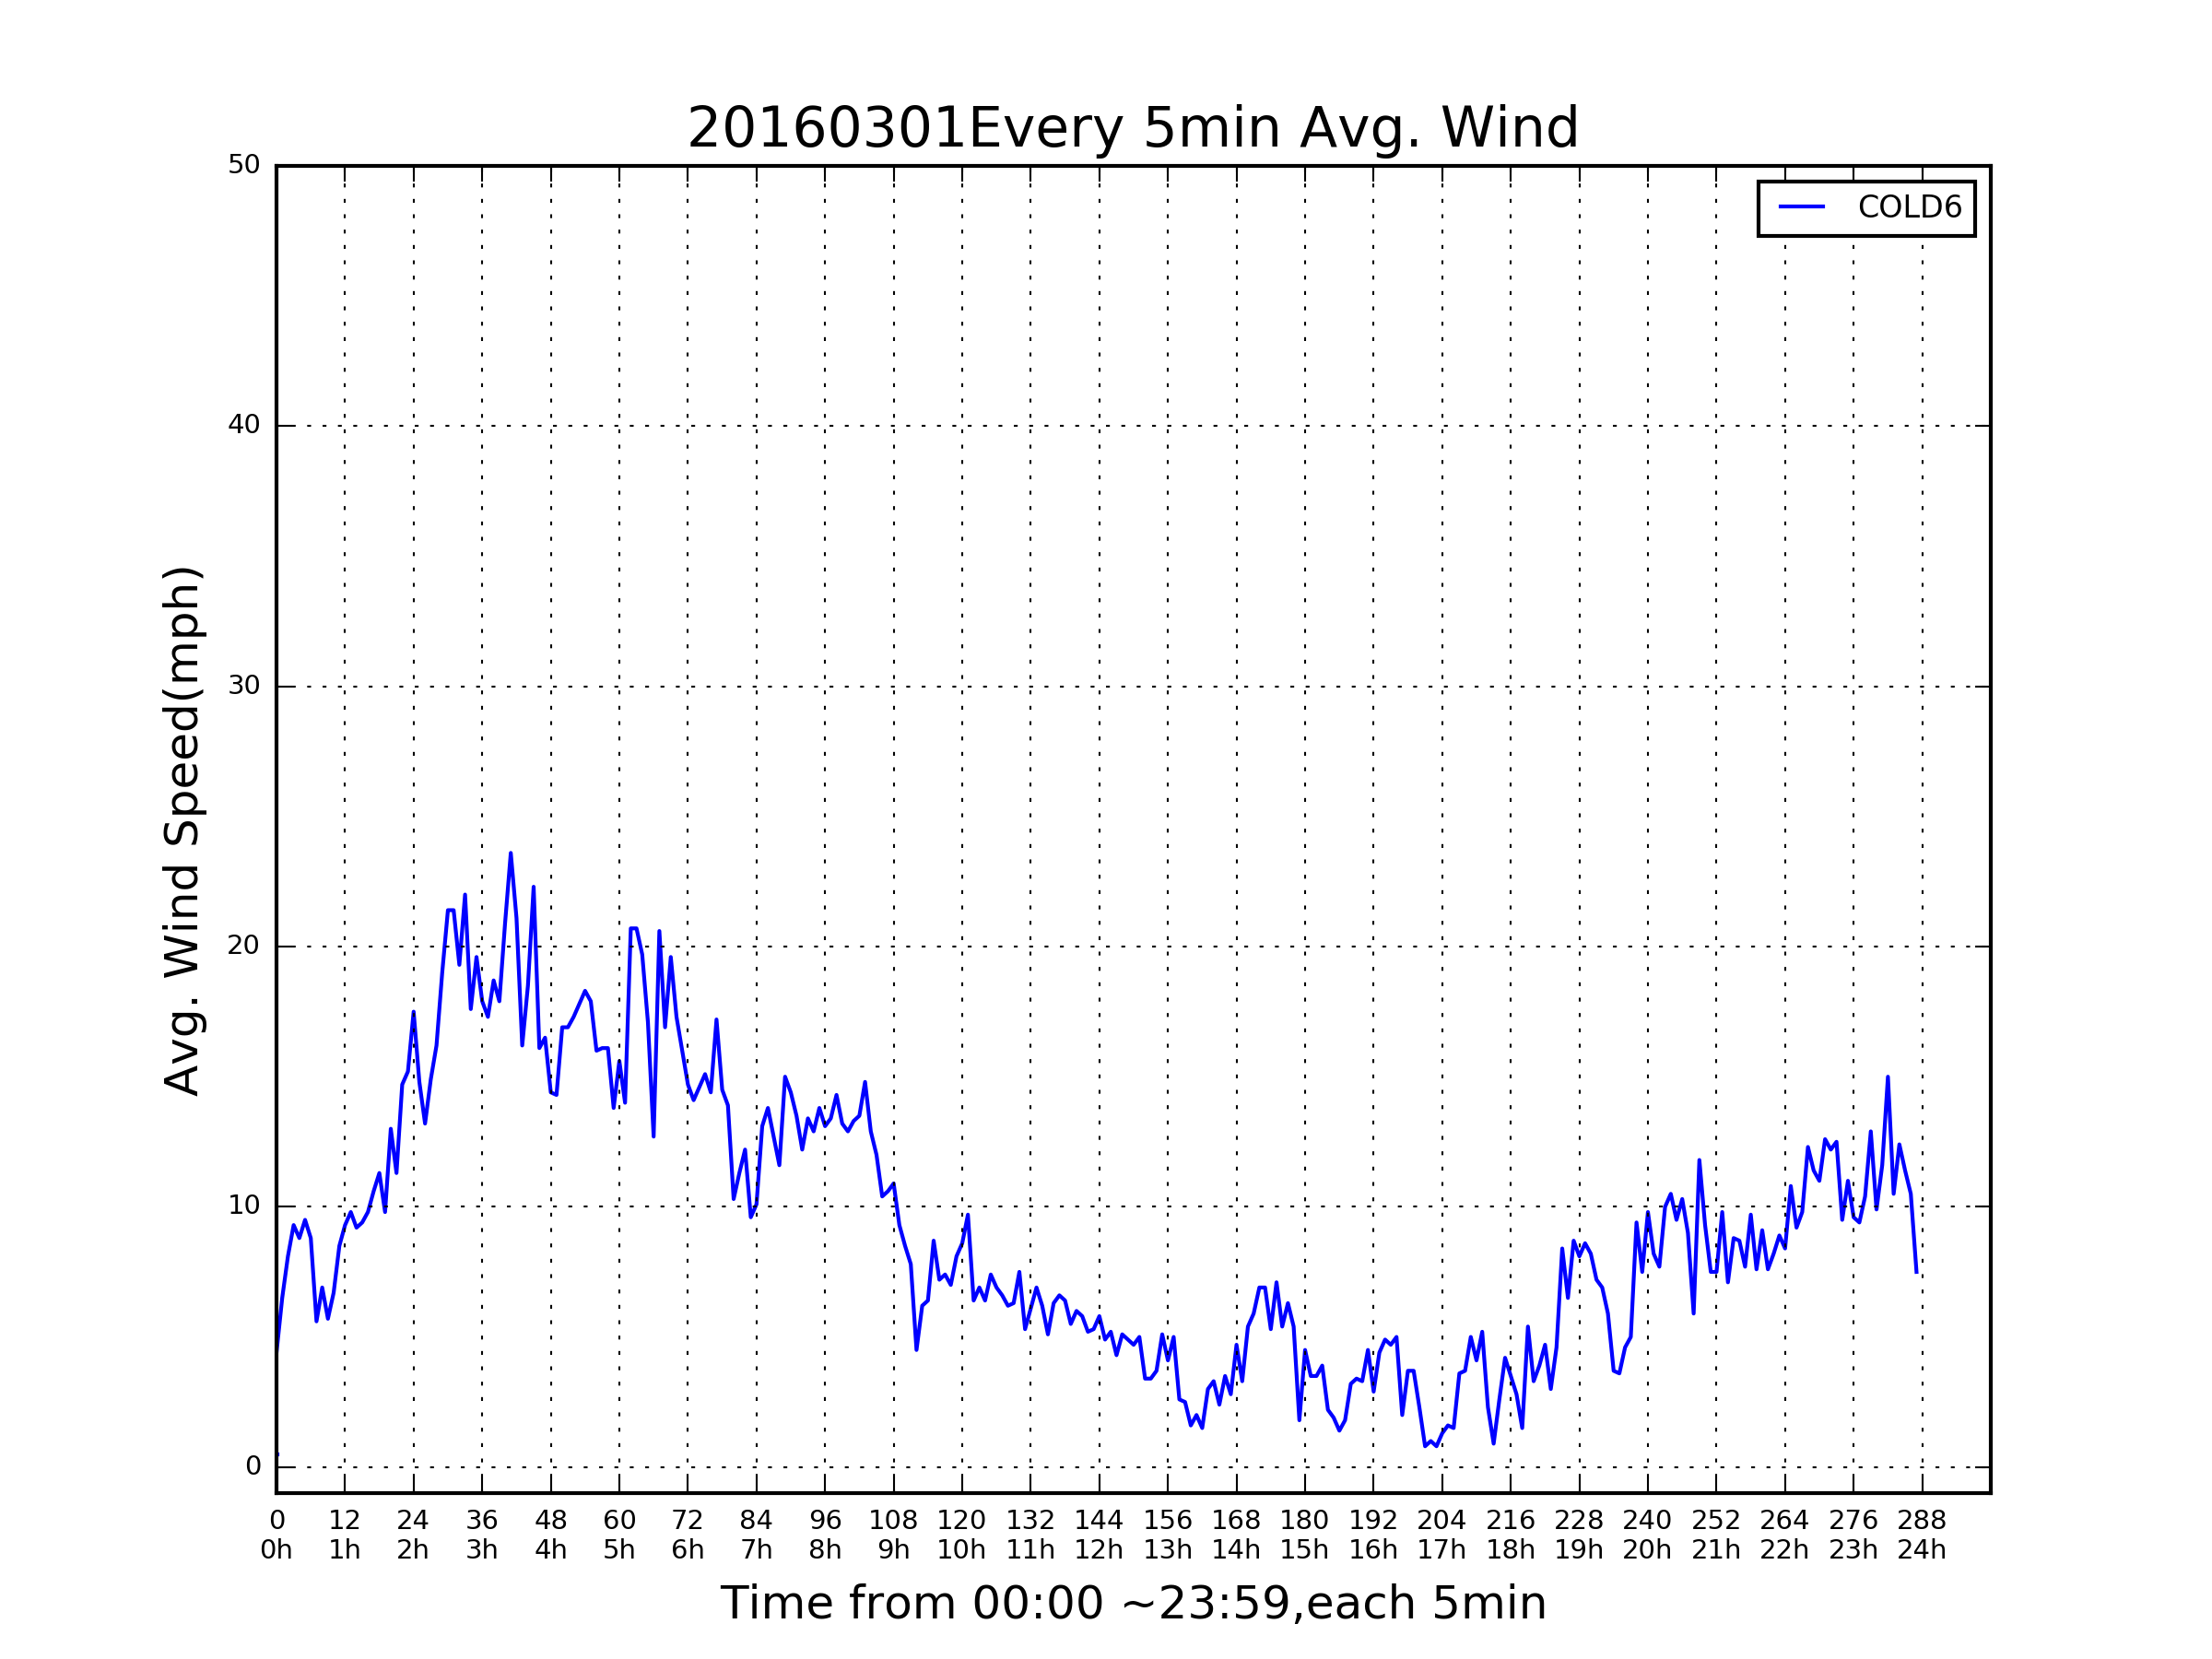 20160301Every 5min Avg. Wind
COLD6
50
40
30
20
10
0
Avg. Wind Speed(mph)
0 12 24 36 48 60 72 84 96 108 120 132 144 156 168 180 192 204 216 228 240 252 264 276 288
0h 1h 2h 3h 4h 5h 6h 7h 8h 9h 10h 11h 12h 13h 14h 15h 16h 17h 18h 19h 20h 21h 22h 23h 24h
Time from 00:00 ~23:59,each 5min